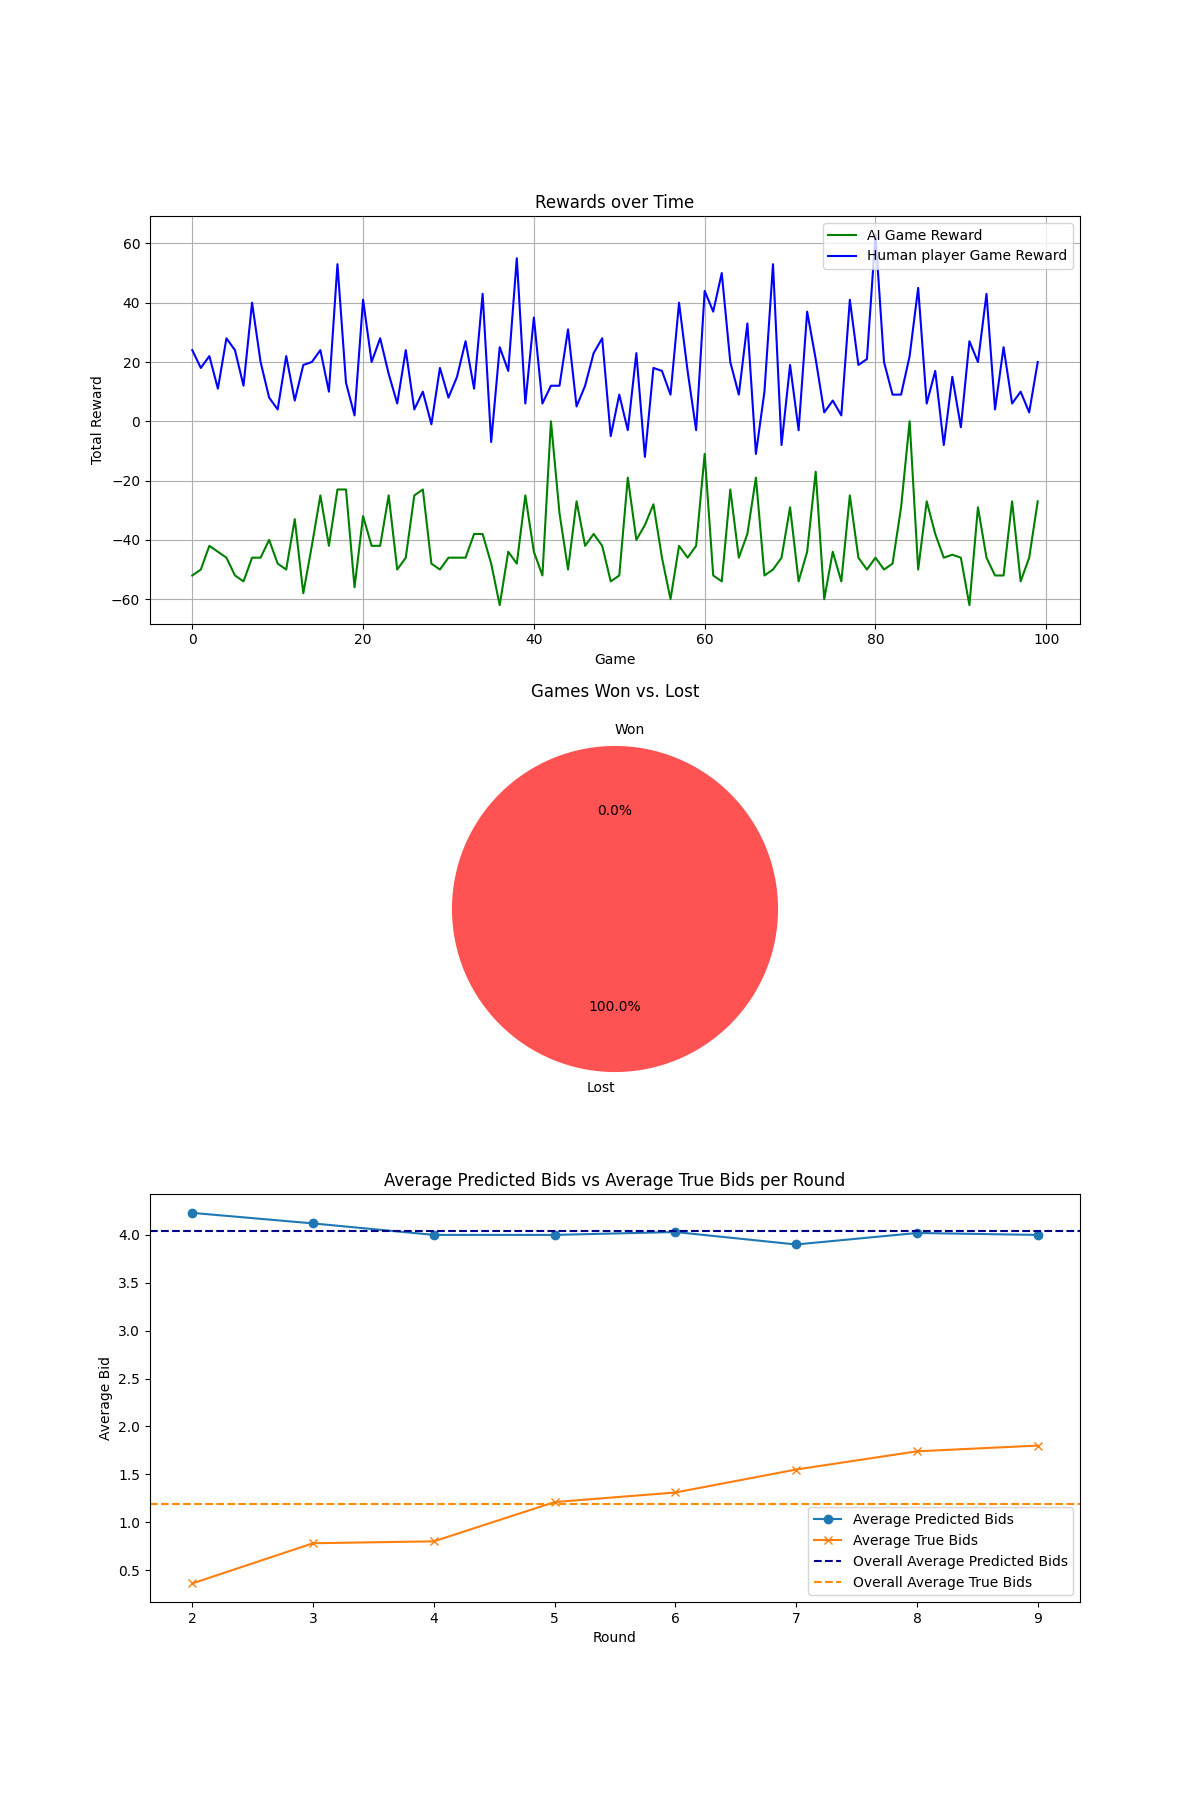 Rewards over Time
AI Game Reward
Human player Game Reward
60
40
20
0
−20
−40
−60
Total Reward
0 20 40 60 80 100
Game
Games Won vs. Lost
Won
0.0%
100.0%
Lost
Average Predicted Bids vs Average True Bids per Round
4.0
3.5
3.0
2.5
2.0
1.5
1.0
0.5
Average Bid
Average Predicted Bids
Average True Bids
Overall Average Predicted Bids
Overall Average True Bids
2 3 4 5 6 7 8 9
Round